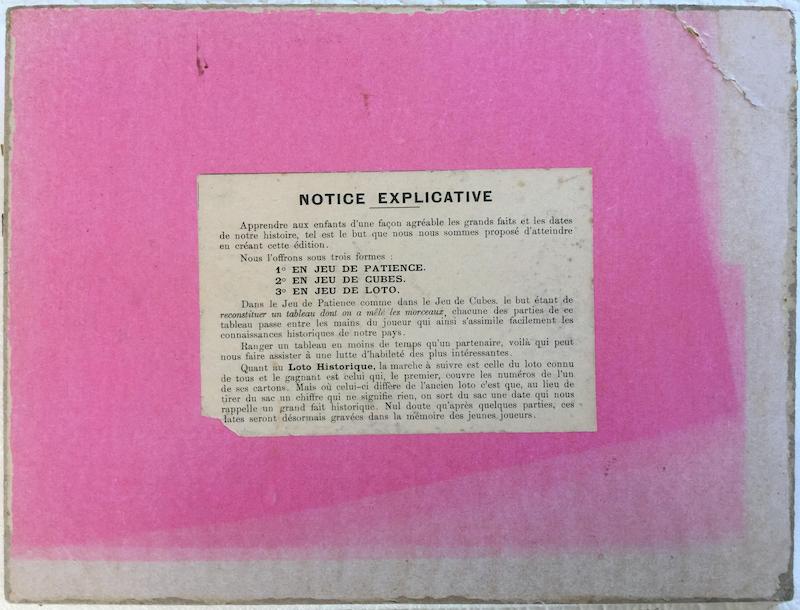 NOTICE EXPLICATIVE
Apprendre aux enfants d'une façon agréable les grands faits et les dates
de notre histoire, tel est le but que nous nous sommes proposé d'atteindre
en créant cette édition.
Nous l'offrons sous trois formes :
1° EN JEU DE PATIENCE.
2° EN JEU DE CUBES.
3° EN JEU DE LOTO.
Dans le Jeu de Patience comme dans le Jeu de Cubes, le but étant de
reconstituer un tableau dont on a mêlé les morceaux, chacune des parties de ce
tableau passe entre les mains du joueur qui ainsi s'assimile facilement les
connaissances historiques de notre pays.
Ranger un tableau en moins de temps qu'un partenaire, voilà qui peut
nous faire assister à une lutte d'habileté des plus intéressantes.
Quant au Loto Historique, la marche à suivre est celle du loto connu
de tous et le gagnant est celui qui, le premier, couvre les numéros de l'un
de ses cartons. Mais où celui-ci diffère de l'ancien loto c'est que, au lieu de
tirer du sac un chiffre qui ne signifie rien, on sort du sac une date qui nous
rappelle un grand fait historique. Nul doute qu'après quelques parties, ces
dates seront désormais gravées dans la mémoire des jeunes joueurs.